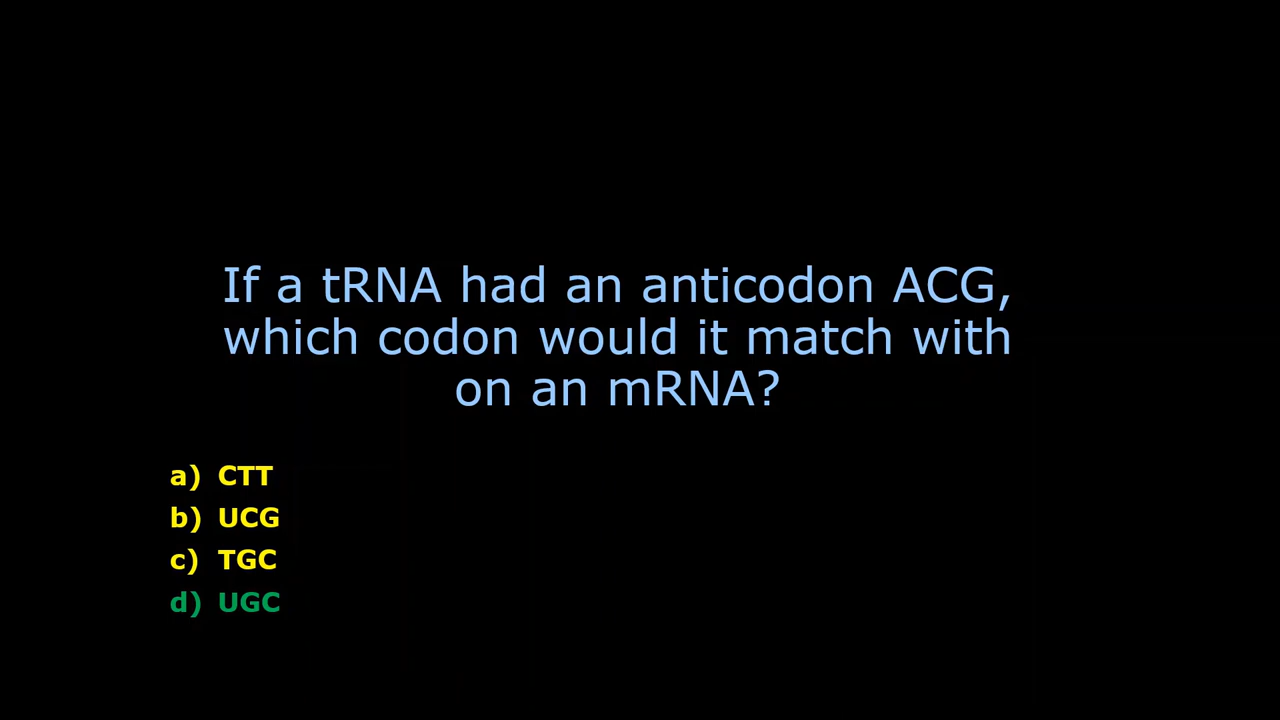 If a tRNA had an anticodon ACG,
which codon would it match with
on an mRNA?
a) CTT
b) UCG
c) TGC
d) UGC